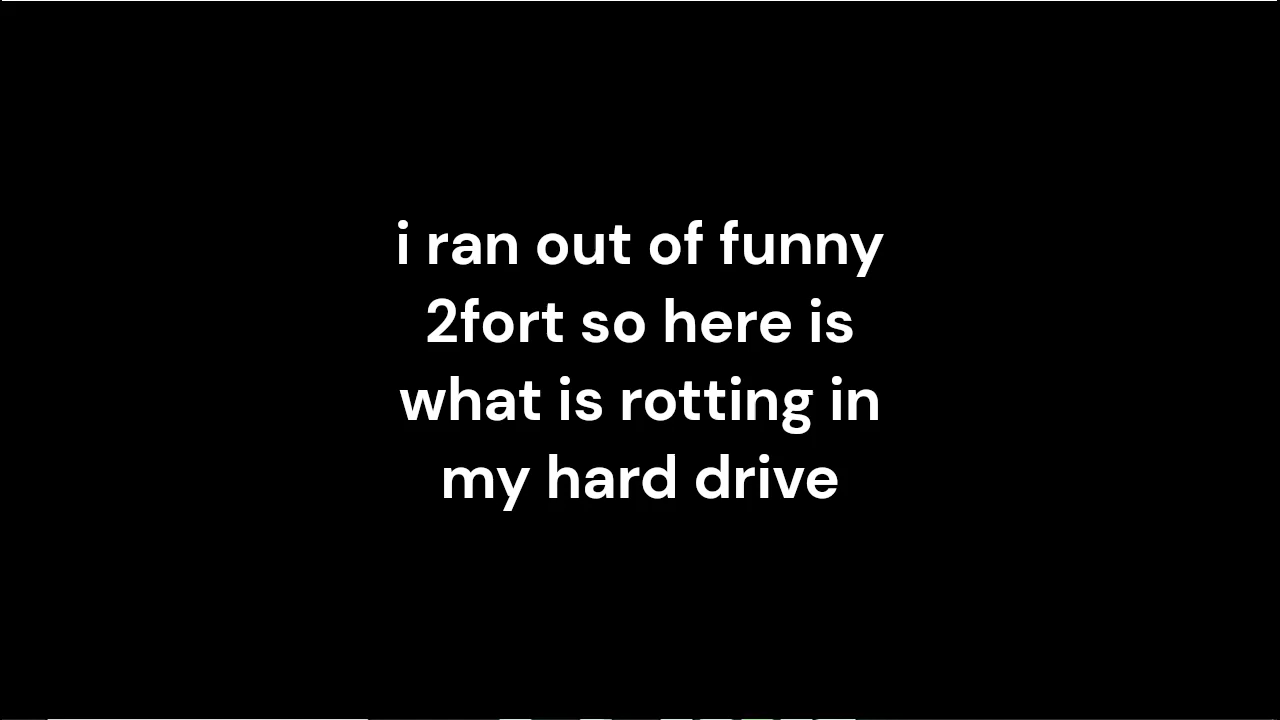 i ran out of funny
2fort so here is
what is rotting in
my hard drive